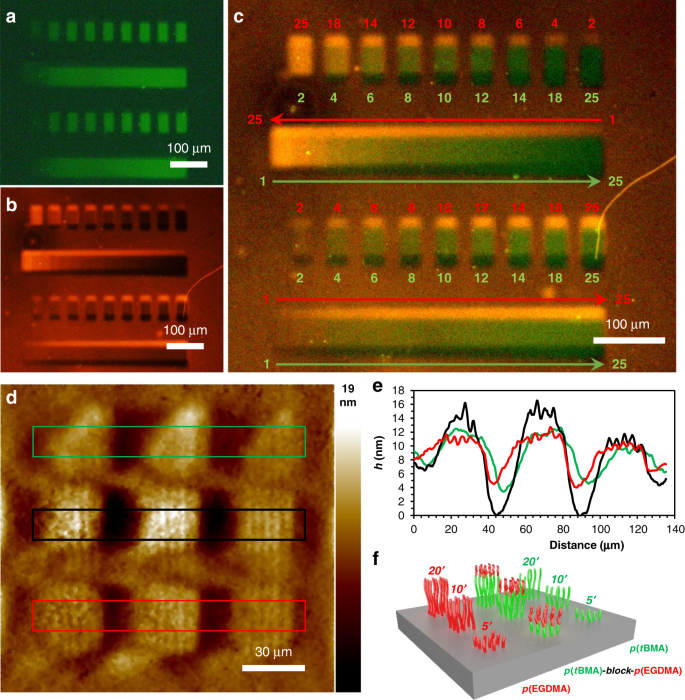 a
100 μm
b
100 μm
c
25 18 14 12 10 8 6 4 2
2 4 6 8 10 12 14 18 25
25 1
1 25
2 4 6 8 10 12 14 18 25
2 4 6 8 10 12 14 18 25
1 25
100 μm
1 25
d
30 μm
19
nm
0
e
h (nm)
18
16
14
12
10
8
6
4
2
0
0 20 40 60 80 100 120 140
Distance (μm)
f
20′ 10′ 5′
20′ 10′ 5′
p(tBMA)
p(tBMA)-block-p(EGDMA)
p(EGDMA)